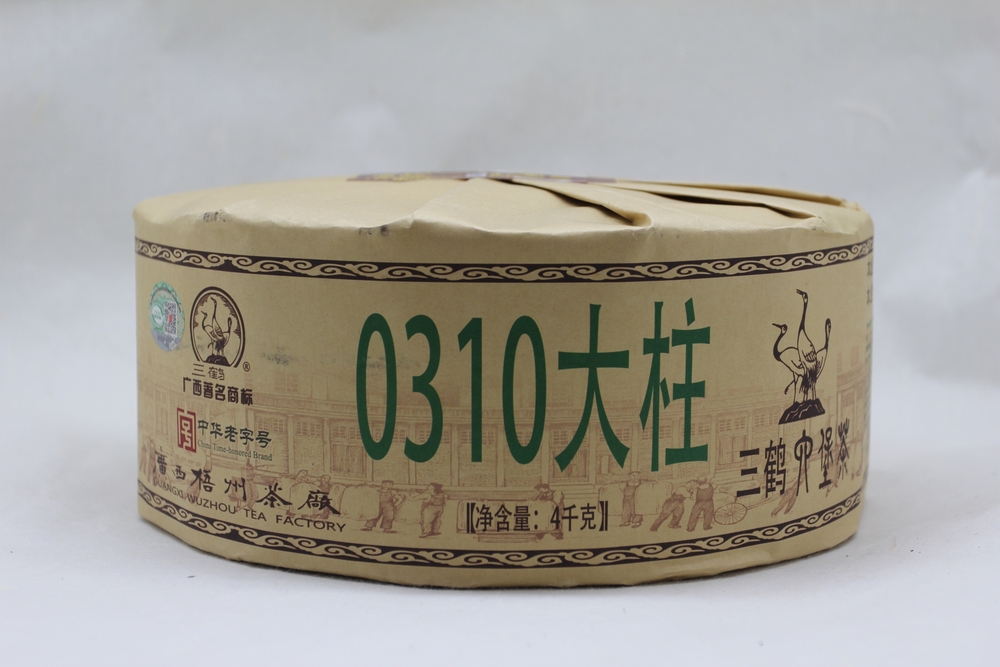 三鹤
®
广西著名商标
中华老字号
China Time-honored Brand
廣西梧州茶廠
GUANGXI WUZHOU TEA FACTORY
0310大柱
【净含量：4千克】
三鹤六堡茶